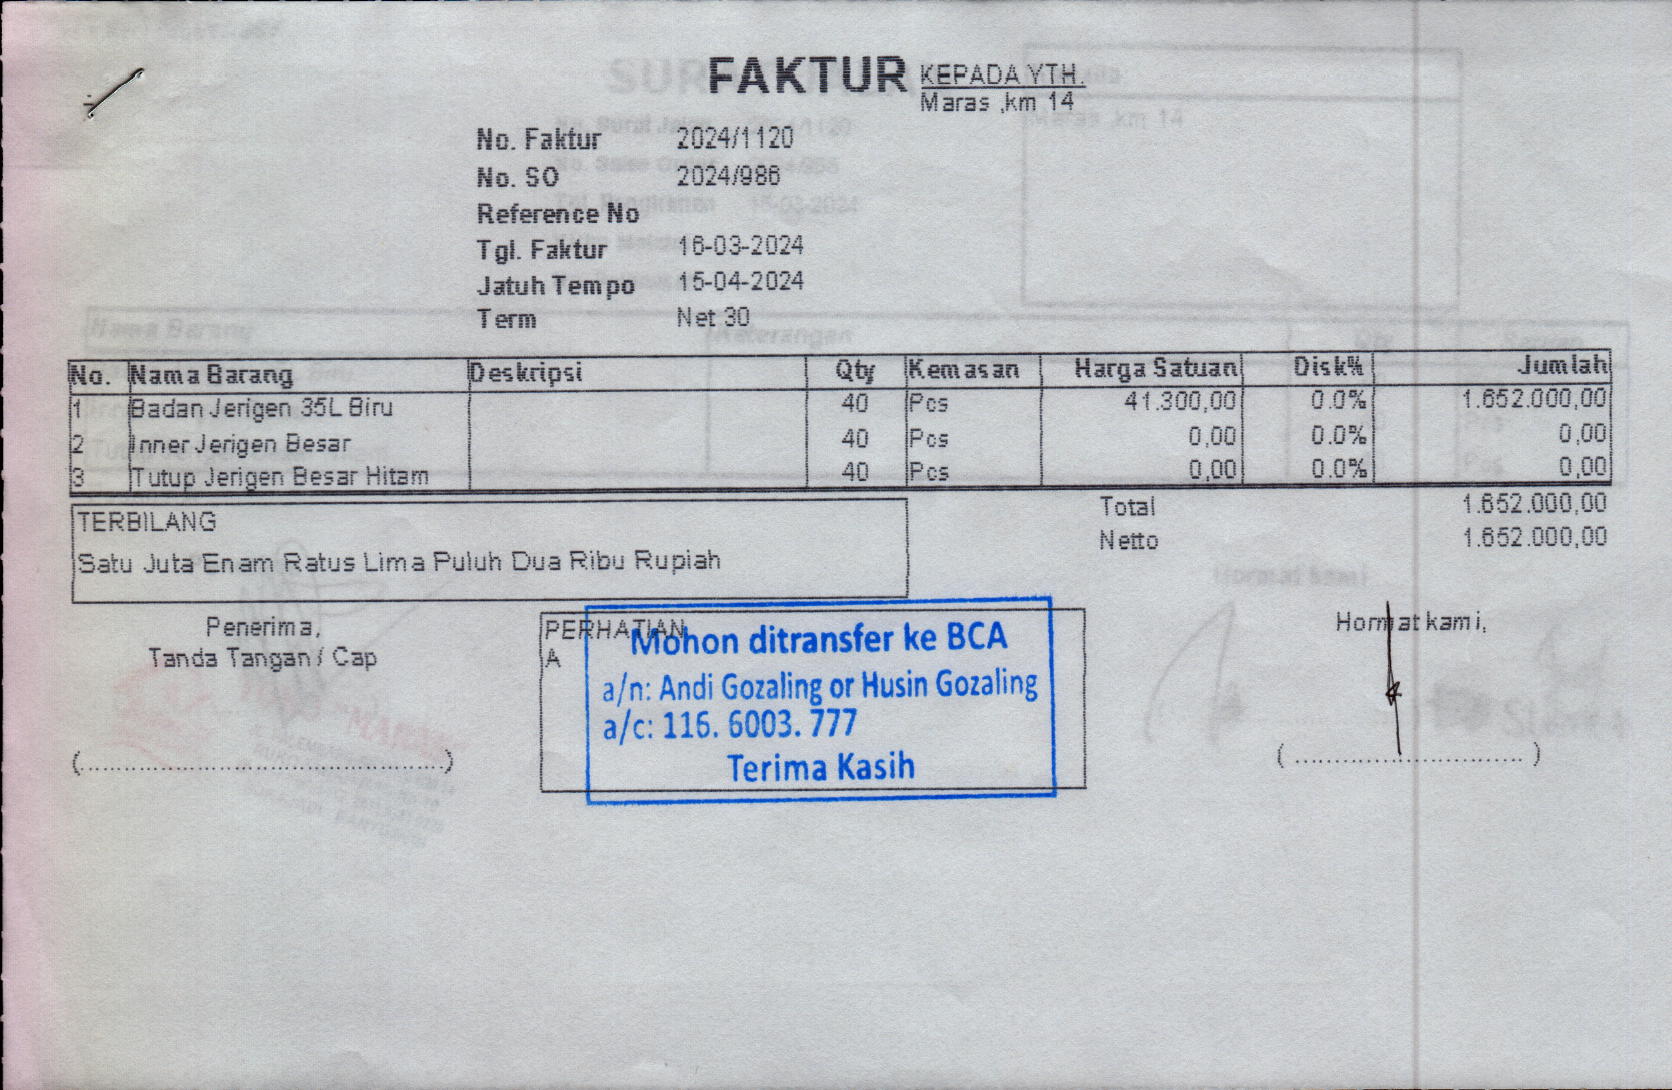 FAKTUR
KEPADA YTH.
Maras ,km 14
No. Faktur 2024/1120
No. SO 2024/986
Reference No
Tgl. Faktur 16-03-2024
Jatuh Tempo 15-04-2024
Term Net 30
No. Nama Barang Deskripsi Qty Kemasan Harga Satuan Disk% Jumlah
1 Badan Jerigen 35L Biru 40 Pcs 41.300,00 0.0% 1.652.000,00
2 Inner Jerigen Besar 40 Pcs 0,00 0.0% 0,00
3 Tutup Jerigen Besar Hitam 40 Pcs 0,00 0.0% 0,00
Total 1.652.000,00
Netto 1.652.000,00
TERBILANG
Satu Juta Enam Ratus Lima Puluh Dua Ribu Rupiah
Penerima,
Tanda Tangan / Cap
(..............................................)
PERHATIAN
A
Mohon ditransfer ke BCA
a/n: Andi Gozaling or Husin Gozaling
a/c: 116. 6003. 777
Terima Kasih
Hormat kami,
( ............................. )